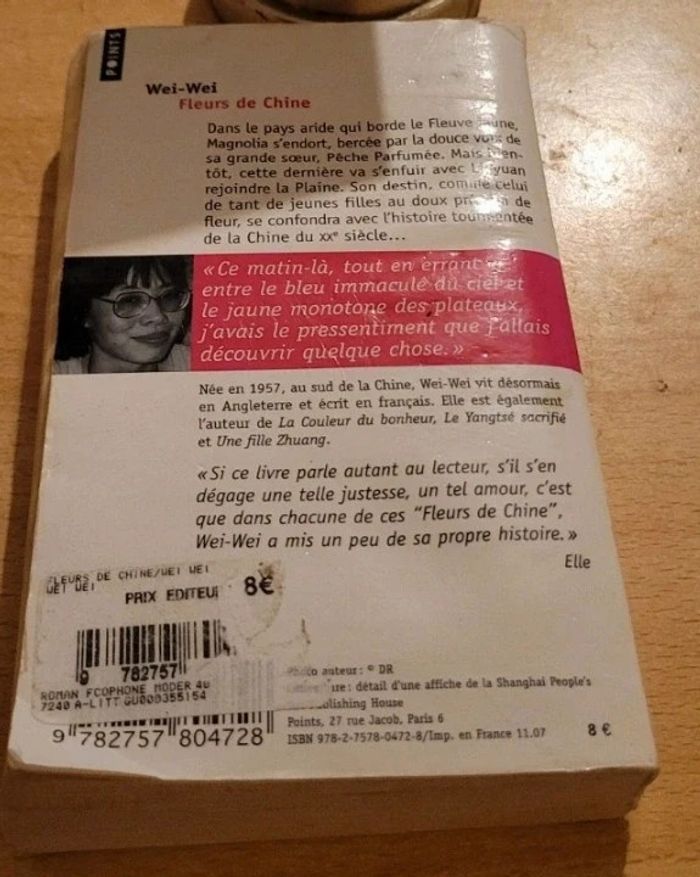 POINTS
Wei-Wei
Fleurs de Chine
Dans le pays aride qui borde le Fleuve Jaune,
Magnolia s'endort, bercée par la douce voix de
sa grande sœur, Pêche Parfumée. Mais bien-
tôt, cette dernière va s'enfuir avec
rejoindre la Plaine. Son destin, comme celui
de tant de jeunes filles au doux prénom de
fleur, se confondra avec l'histoire tourmentée
de la Chine du XXe siècle...
« Ce matin-là, tout en errant
entre le bleu immaculé du ciel et
le jaune monotone des plateaux,
j'avais le pressentiment que j'allais
découvrir quelque chose. »
Née en 1957, au sud de la Chine, Wei-Wei vit désormais
en Angleterre et écrit en français. Elle est également
l'auteur de La Couleur du bonheur, Le Yangtsé sacrifié
et Une fille Zhuang.
« Si ce livre parle autant au lecteur, s'il s'en
dégage une telle justesse, un tel amour, c'est
que dans chacune de ces "Fleurs de Chine",
Wei-Wei a mis un peu de sa propre histoire. »
Elle
FLEURS DE CHINE/WEI WEI
WEI WEI
PRIX EDITEUR 8€
9 782757
ROMAN FCOPHONE MODER 4U
7240 A-LITT GU000355154
9 782757 804728
Photo auteur : © DR
: détail d'une affiche de la Shanghai People's
Publishing House
Points, 27 rue Jacob, Paris 6
ISBN 978-2-7578-0472-8/Imp. en France 11.07
8 €